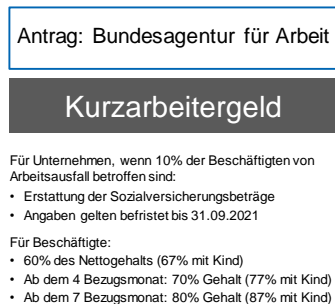 Antrag: Bundesagentur für Arbeit
Kurzarbeitergeld
Für Unternehmen, wenn 10% der Beschäftigten von
Arbeitsausfall betroffen sind:
• Erstattung der Sozialversicherungsbeträge
• Angaben gelten befristet bis 31.09.2021
Für Beschäftigte:
• 60% des Nettogehalts (67% mit Kind)
• Ab dem 4 Bezugsmonat: 70% Gehalt (77% mit Kind)
• Ab dem 7 Bezugsmonat: 80% Gehalt (87% mit Kind)